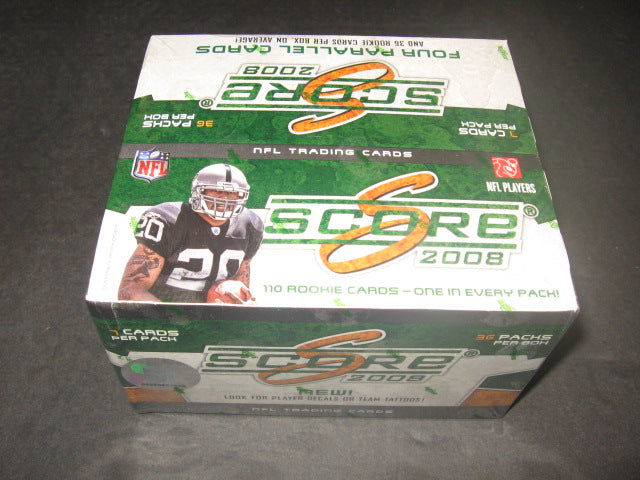 AND 36 ROOKIE CARDS PER BOX, ON AVERAGE!
FOUR PARALLEL CARDS
SCORE®
2008
36 PACKS
PER BOX
7 CARDS
PER PACK
NFL TRADING CARDS
NFL
NFL PLAYERS
SCORE®
2008
20
110 ROOKIE CARDS – ONE IN EVERY PACK!
7 CARDS
PER PACK
36 PACKS
PER BOX
SCORE®
2008
NEW!
LOOK FOR PLAYER DECALS OR TEAM TATTOOS!
NFL TRADING CARDS